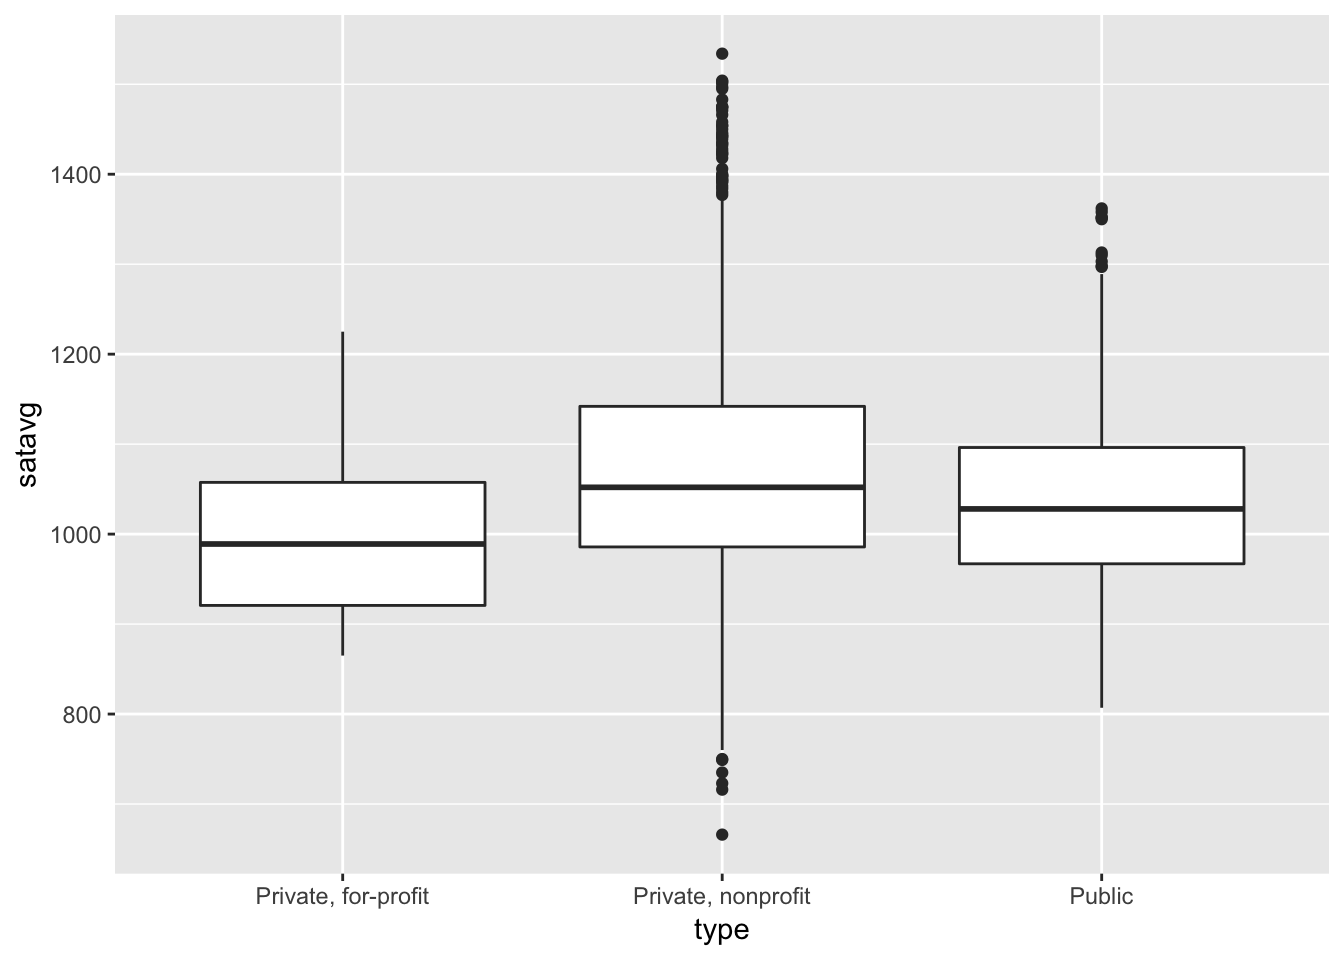 satavg
1400
1200
1000
800
Private, for-profit
Private, nonprofit
Public
type